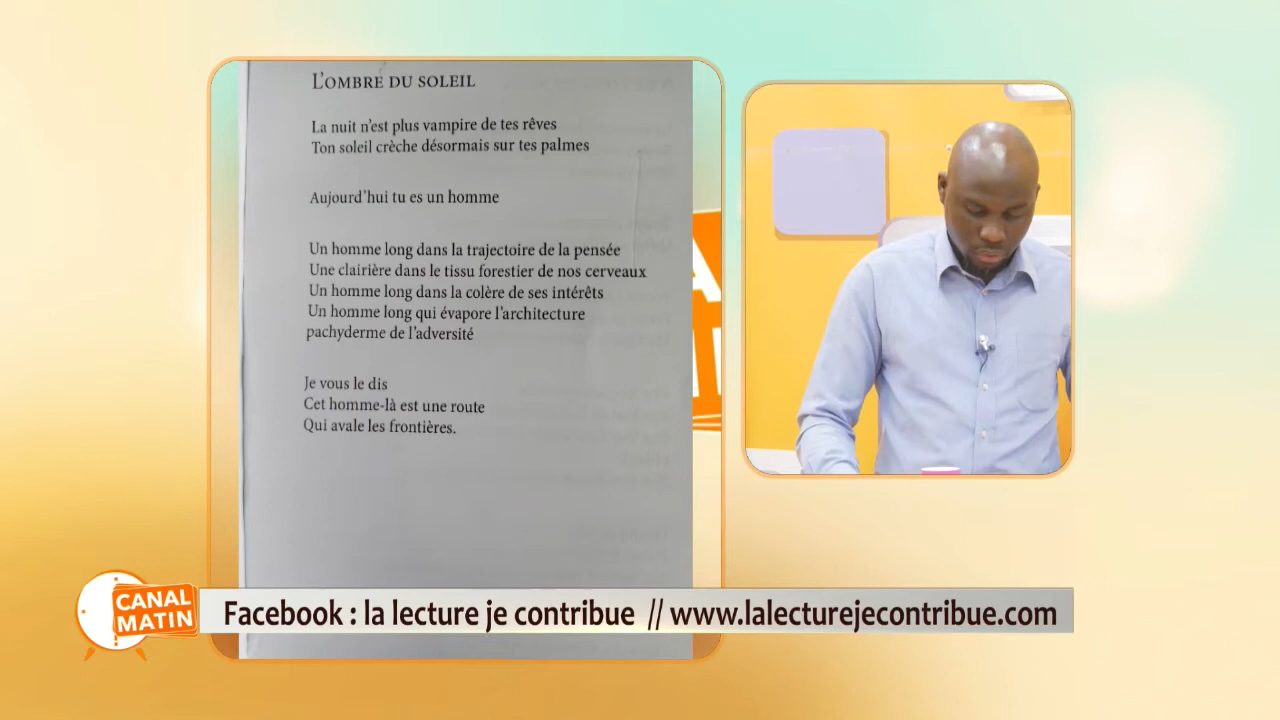 L'OMBRE DU SOLEIL
La nuit n'est plus vampire de tes rêves
Ton soleil crèche désormais sur tes palmes
Aujourd'hui tu es un homme
Un homme long dans la trajectoire de la pensée
Une clairière dans le tissu forestier de nos cerveaux
Un homme long dans la colère de ses intérêts
Un homme long qui évapore l'architecture
pachyderme de l'adversité
Je vous le dis
Cet homme-là est une route
Qui avale les frontières.
CANAL
MATIN
Facebook : la lecture je contribue // www.lalecturejecontribue.com